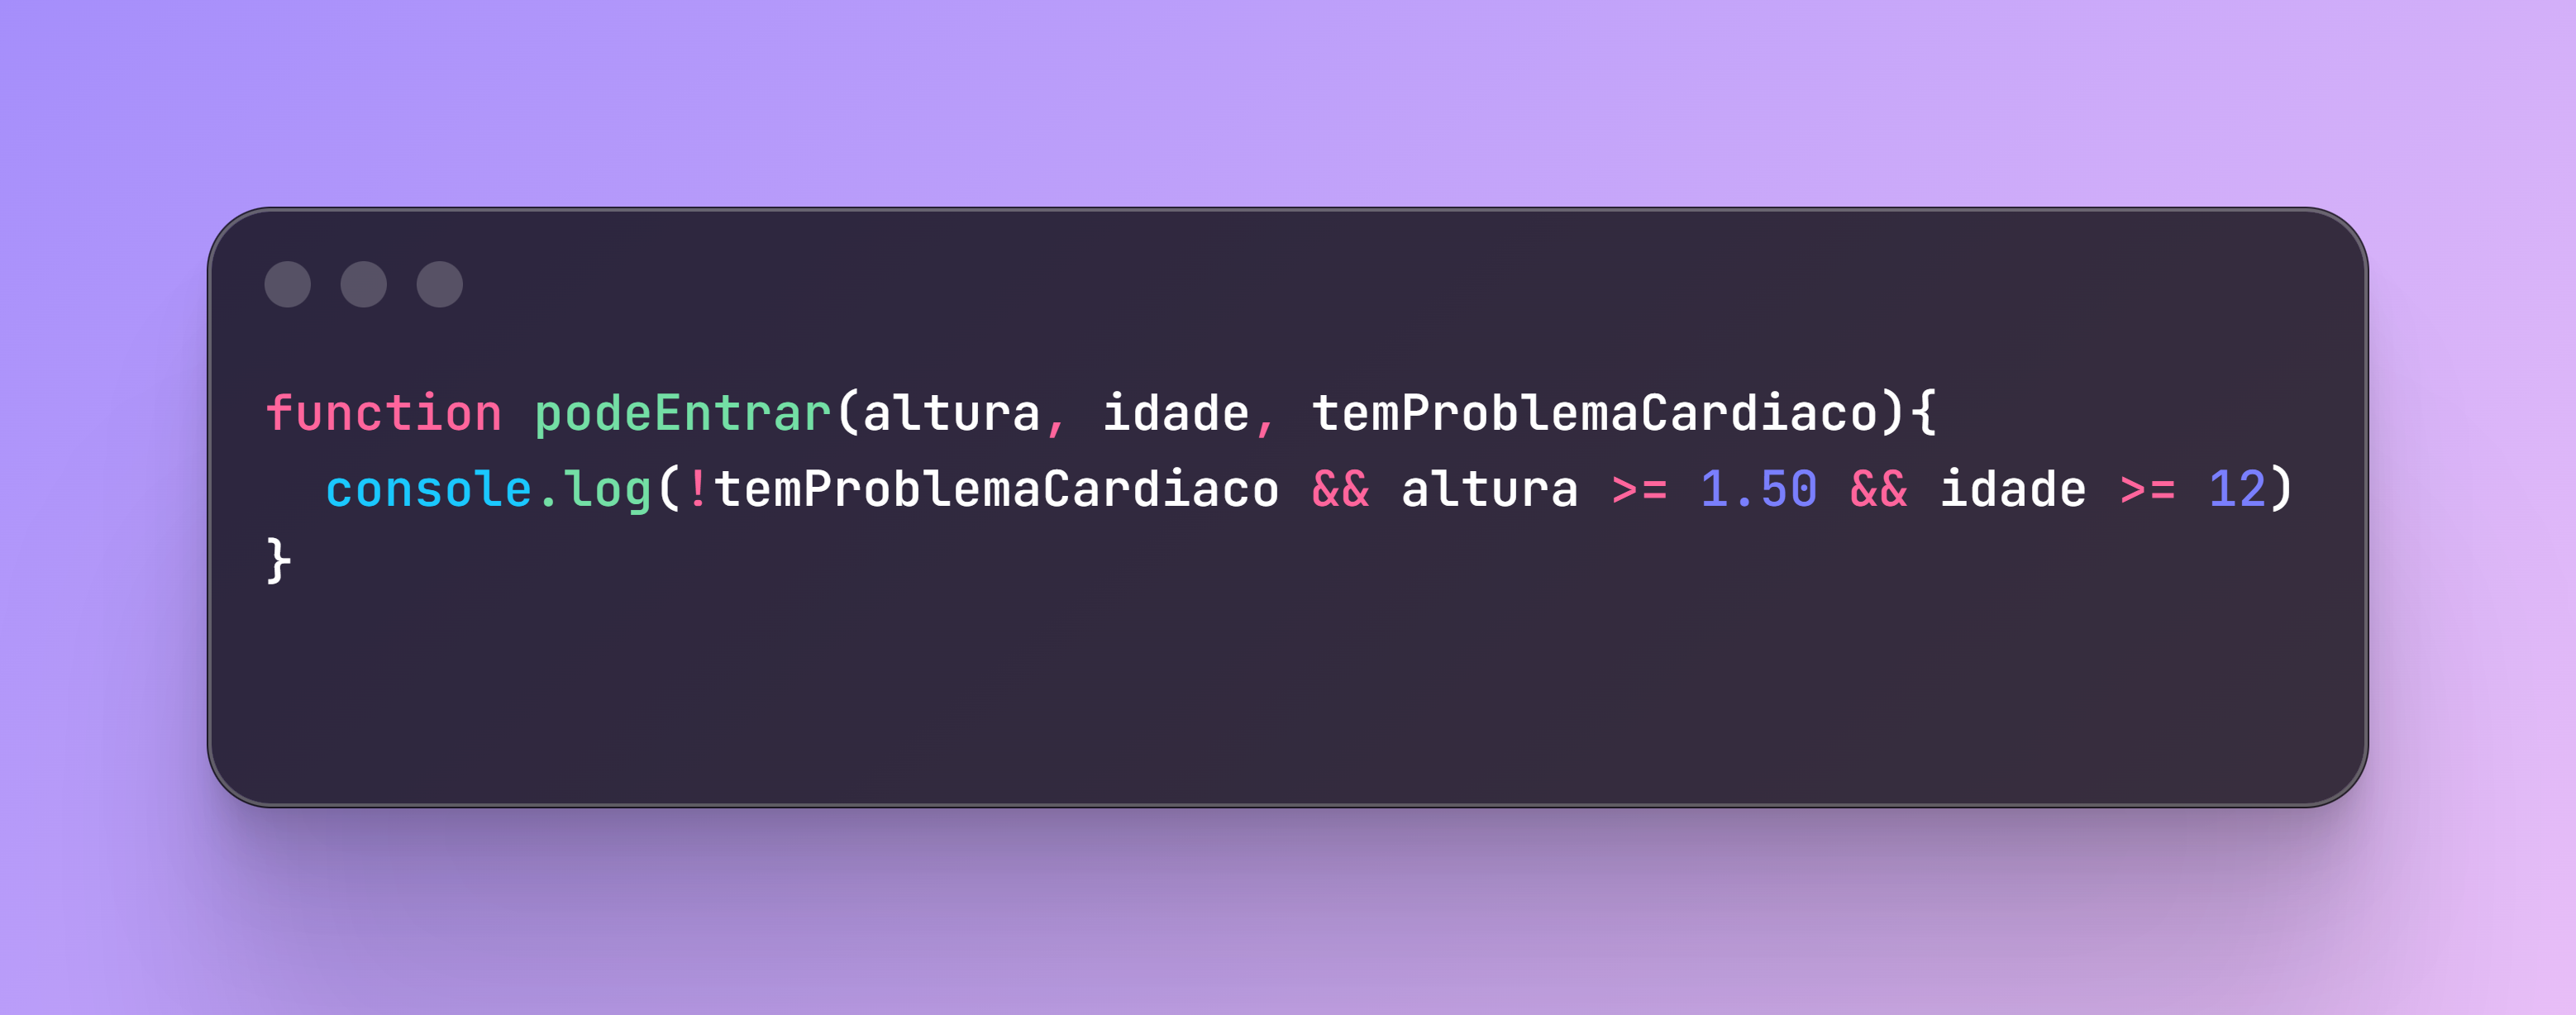 function podeEntrar(altura, idade, temProblemaCardiaco){
  console.log(!temProblemaCardiaco && altura >= 1.50 && idade >= 12)
}